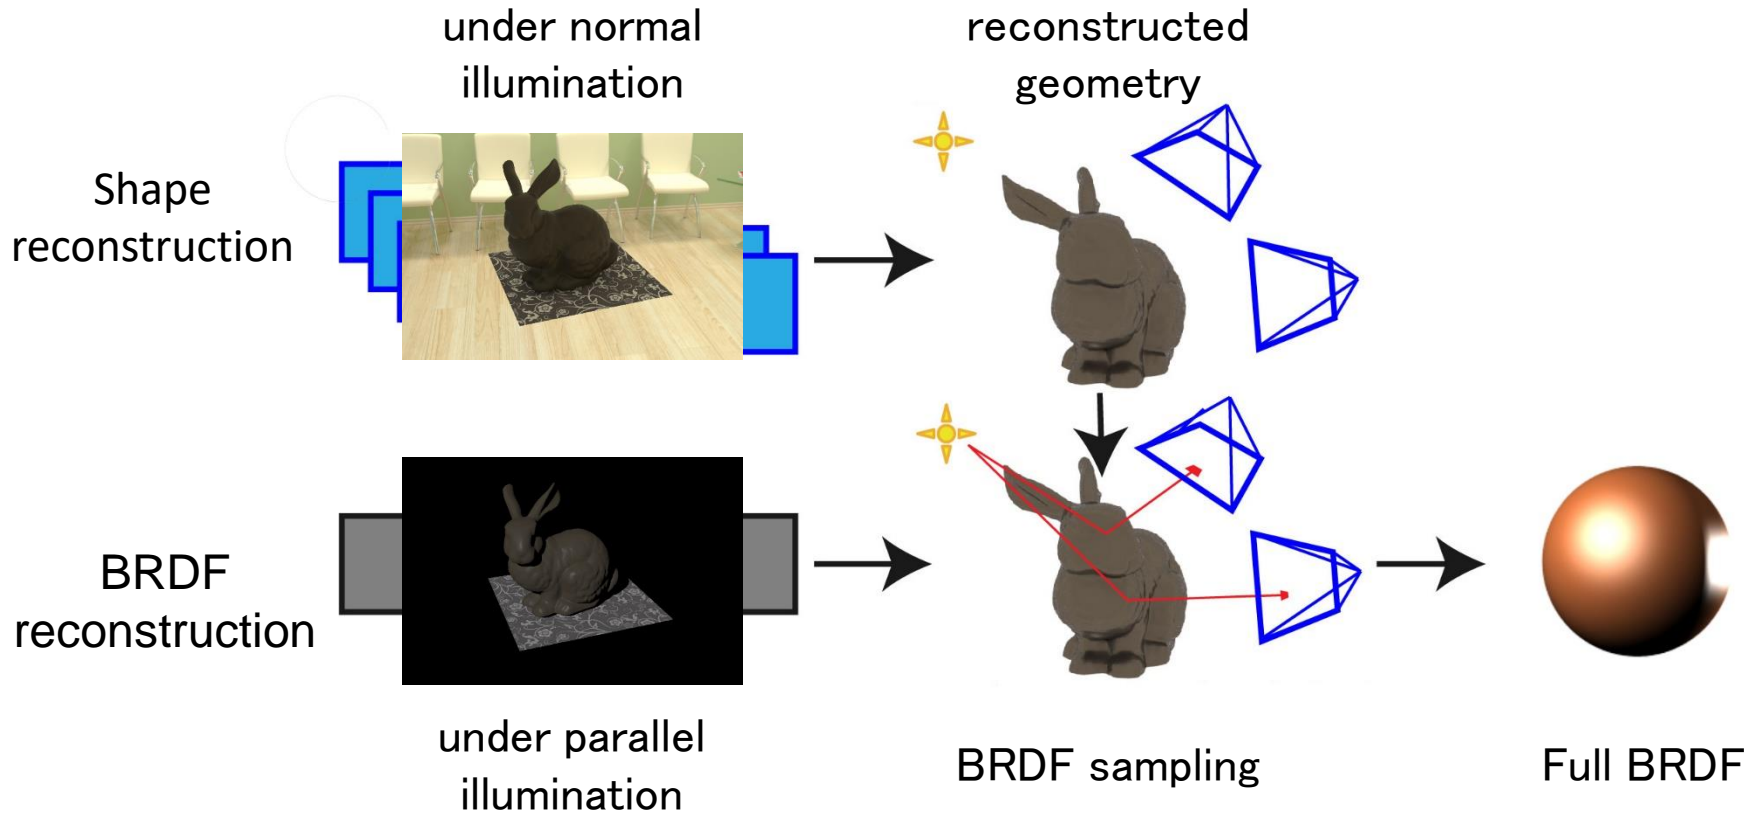 under normal
illumination
reconstructed
geometry
Shape
reconstruction
BRDF
reconstruction
under parallel
illumination
BRDF sampling
Full BRDF